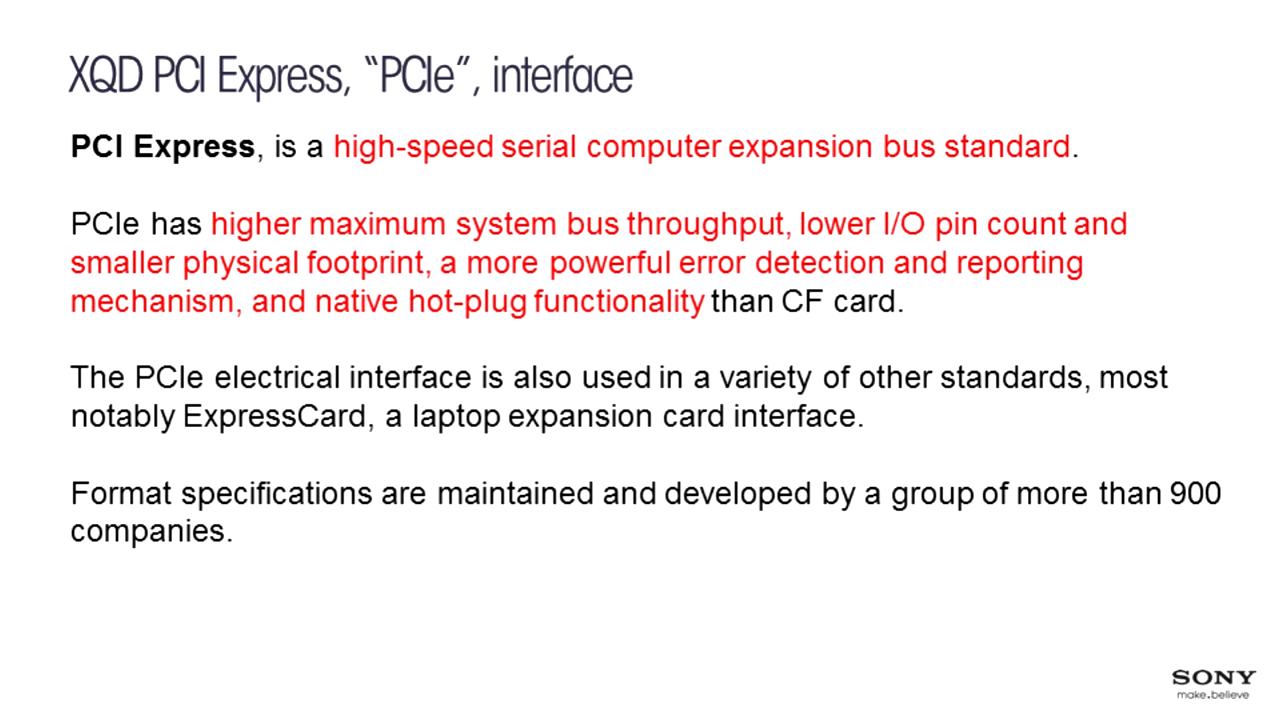 XQD PCI Express, “PCIe”, interface
PCI Express, is a high-speed serial computer expansion bus standard.
PCIe has higher maximum system bus throughput, lower I/O pin count and
smaller physical footprint, a more powerful error detection and reporting
mechanism, and native hot-plug functionality than CF card.
The PCIe electrical interface is also used in a variety of other standards, most
notably ExpressCard, a laptop expansion card interface.
Format specifications are maintained and developed by a group of more than 900
companies.
SONY
make.believe